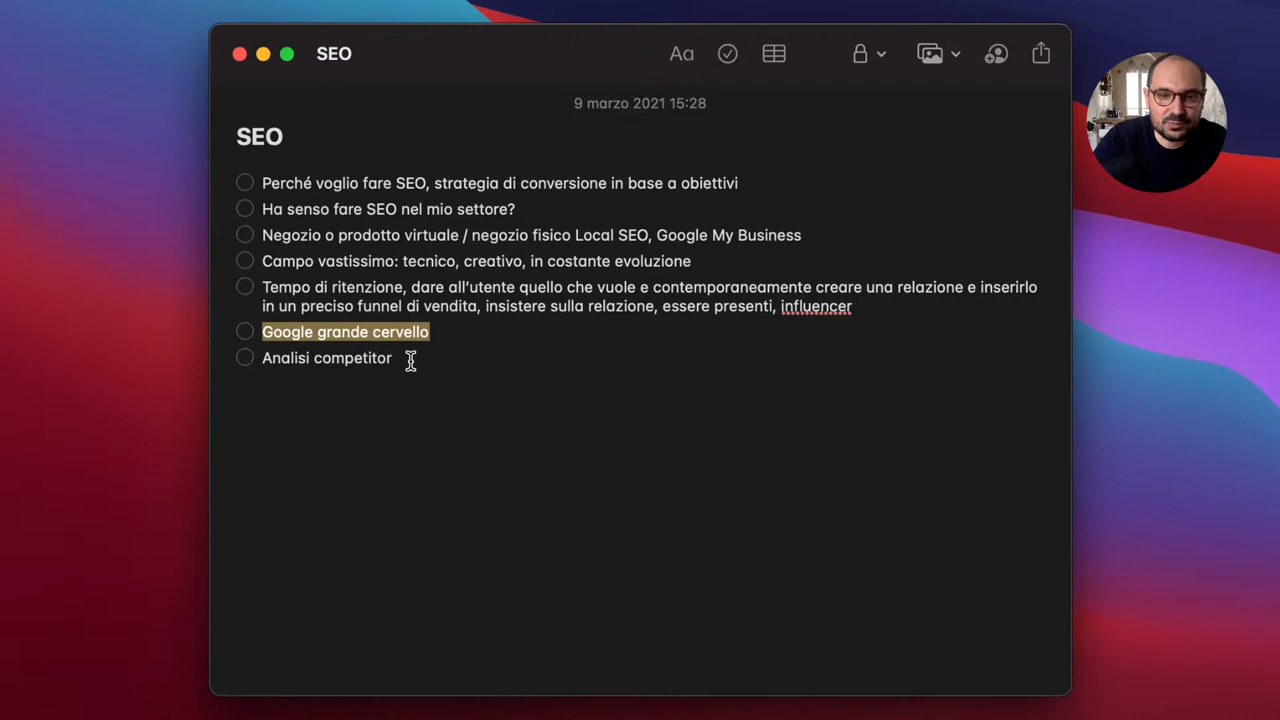 SEO
Aa
9 marzo 2021 15:28
SEO
Perché voglio fare SEO, strategia di conversione in base a obiettivi
Ha senso fare SEO nel mio settore?
Negozio o prodotto virtuale / negozio fisico Local SEO, Google My Business
Campo vastissimo: tecnico, creativo, in costante evoluzione
Tempo di ritenzione, dare all’utente quello che vuole e contemporaneamente creare una relazione e inserirlo
in un preciso funnel di vendita, insistere sulla relazione, essere presenti, influencer
Google grande cervello
Analisi competitor